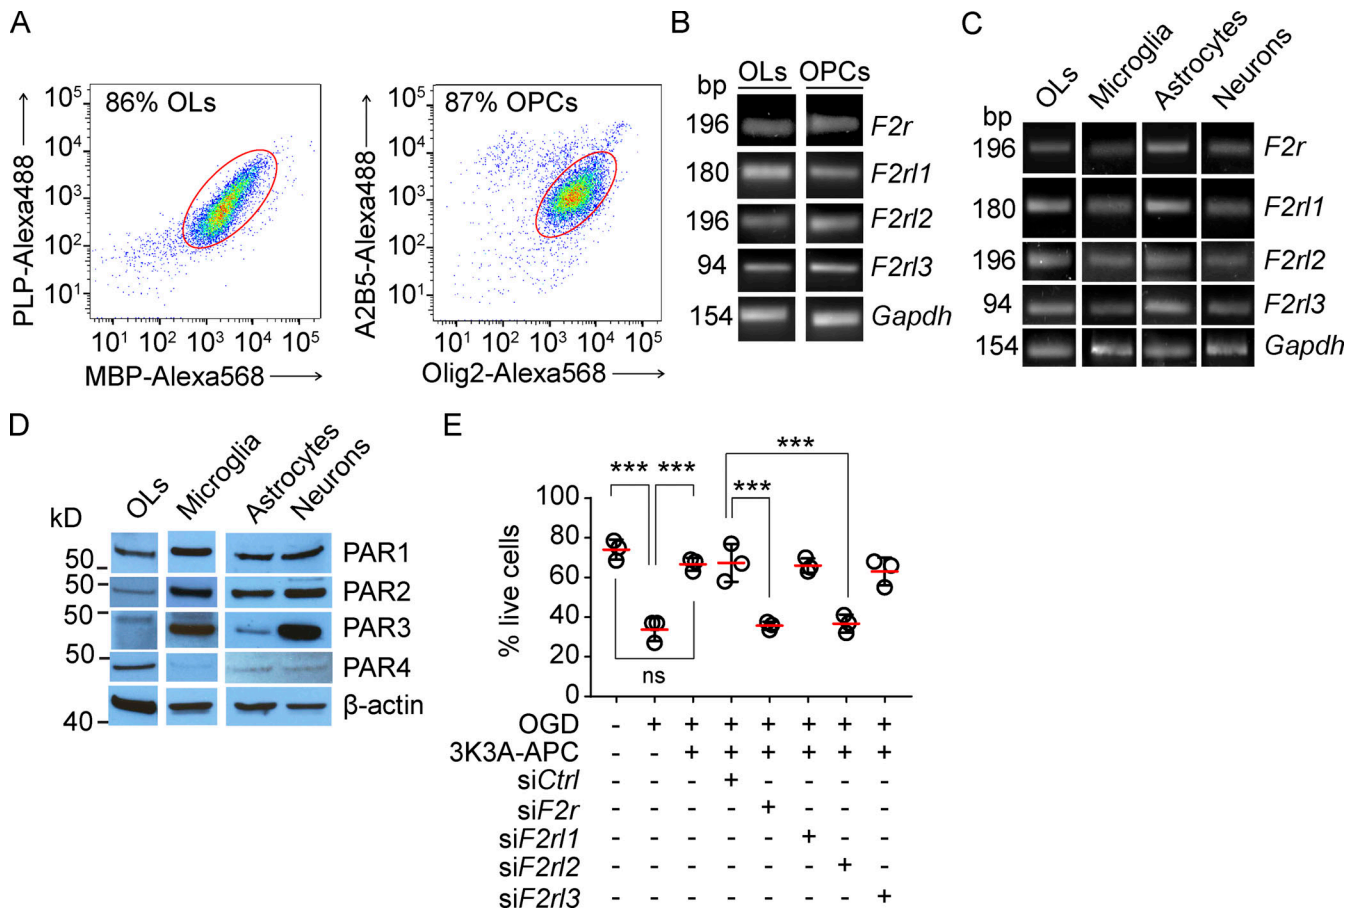 A
86% OLs
PLP-Alexa488
10⁵
10⁴
10³
10²
10¹
10¹ 10² 10³ 10⁴ 10⁵
MBP-Alexa568
87% OPCs
A2B5-Alexa488
10⁵
10⁴
10³
10²
10¹
10¹ 10² 10³ 10⁴ 10⁵
Olig2-Alexa568
B
OLs OPCs
bp
196 F2r
180 F2rl1
196 F2rl2
94 F2rl3
154 Gapdh
C
OLs Microglia Astrocytes Neurons
bp
196 F2r
180 F2rl1
196 F2rl2
94 F2rl3
154 Gapdh
D
OLs Microglia Astrocytes Neurons
kD
50 PAR1
50 PAR2
50 PAR3
50 PAR4
40 β-actin
E
*** *** *** ***
% live cells
100
80
60
40
20
0
ns
OGD - + + + + + + +
3K3A-APC - - + + + + + +
siCtrl - - - + - - - -
siF2r - - - - + - - -
siF2rl1 - - - - - + - -
siF2rl2 - - - - - - + -
siF2rl3 - - - - - - - +